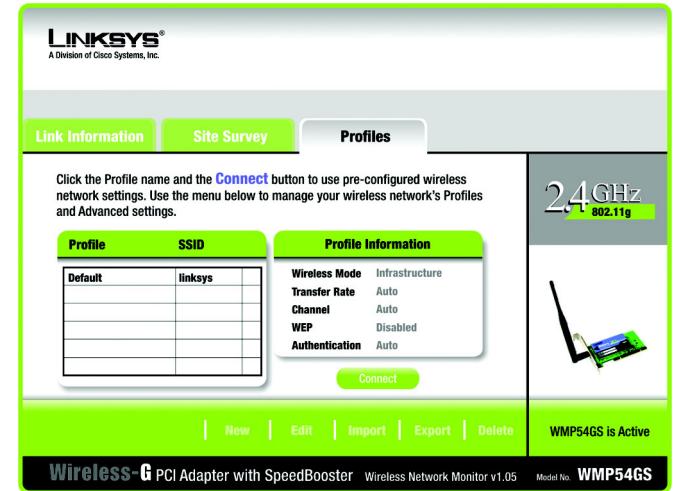 LINKSYS®
A Division of Cisco Systems, Inc.
Link Information
Site Survey
Profiles
Click the Profile name and the Connect button to use pre-configured wireless
network settings. Use the menu below to manage your wireless network's Profiles
and Advanced settings.
2.4GHz
802.11g
Profile SSID
Default linksys
Profile Information
Wireless Mode Infrastructure
Transfer Rate Auto
Channel Auto
WEP Disabled
Authentication Auto
Connect
New Edit Import Export Delete
WMP54GS is Active
Wireless-G PCI Adapter with SpeedBooster Wireless Network Monitor v1.05 Model No. WMP54GS